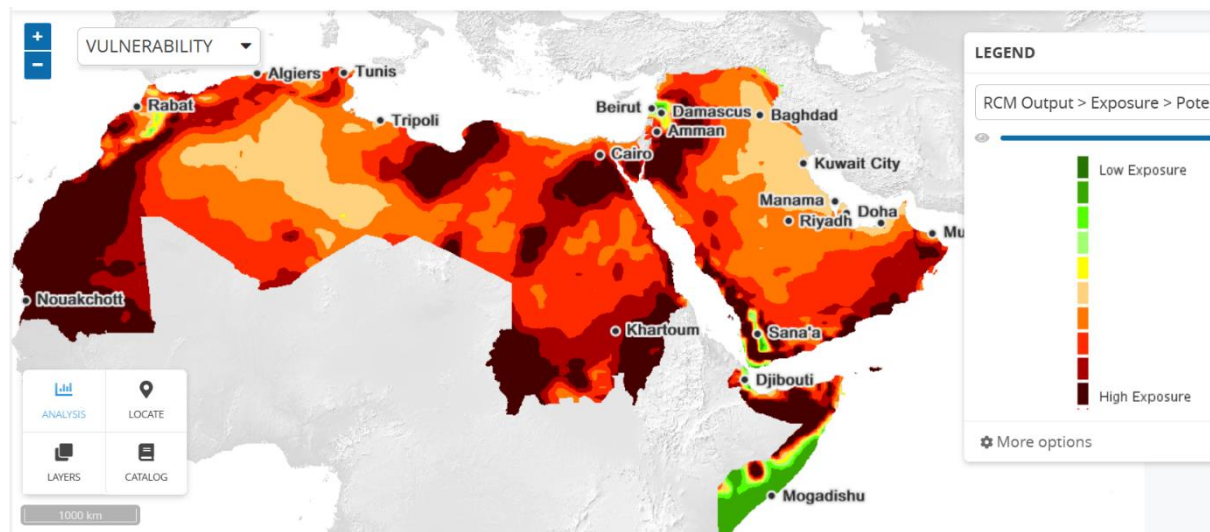 +
VULNERABILITY
−
LEGEND
RCM Output > Exposure > Pote
Low Exposure
High Exposure
More options
Algiers
Tunis
Rabat
Tripoli
Beirut
Damascus
Baghdad
Amman
Cairo
Kuwait City
Manama
Doha
Riyadh
Mu
Nouakchott
Khartoum
Sana'a
Djibouti
Mogadishu
ANALYSIS
LOCATE
LAYERS
CATALOG
1000 km